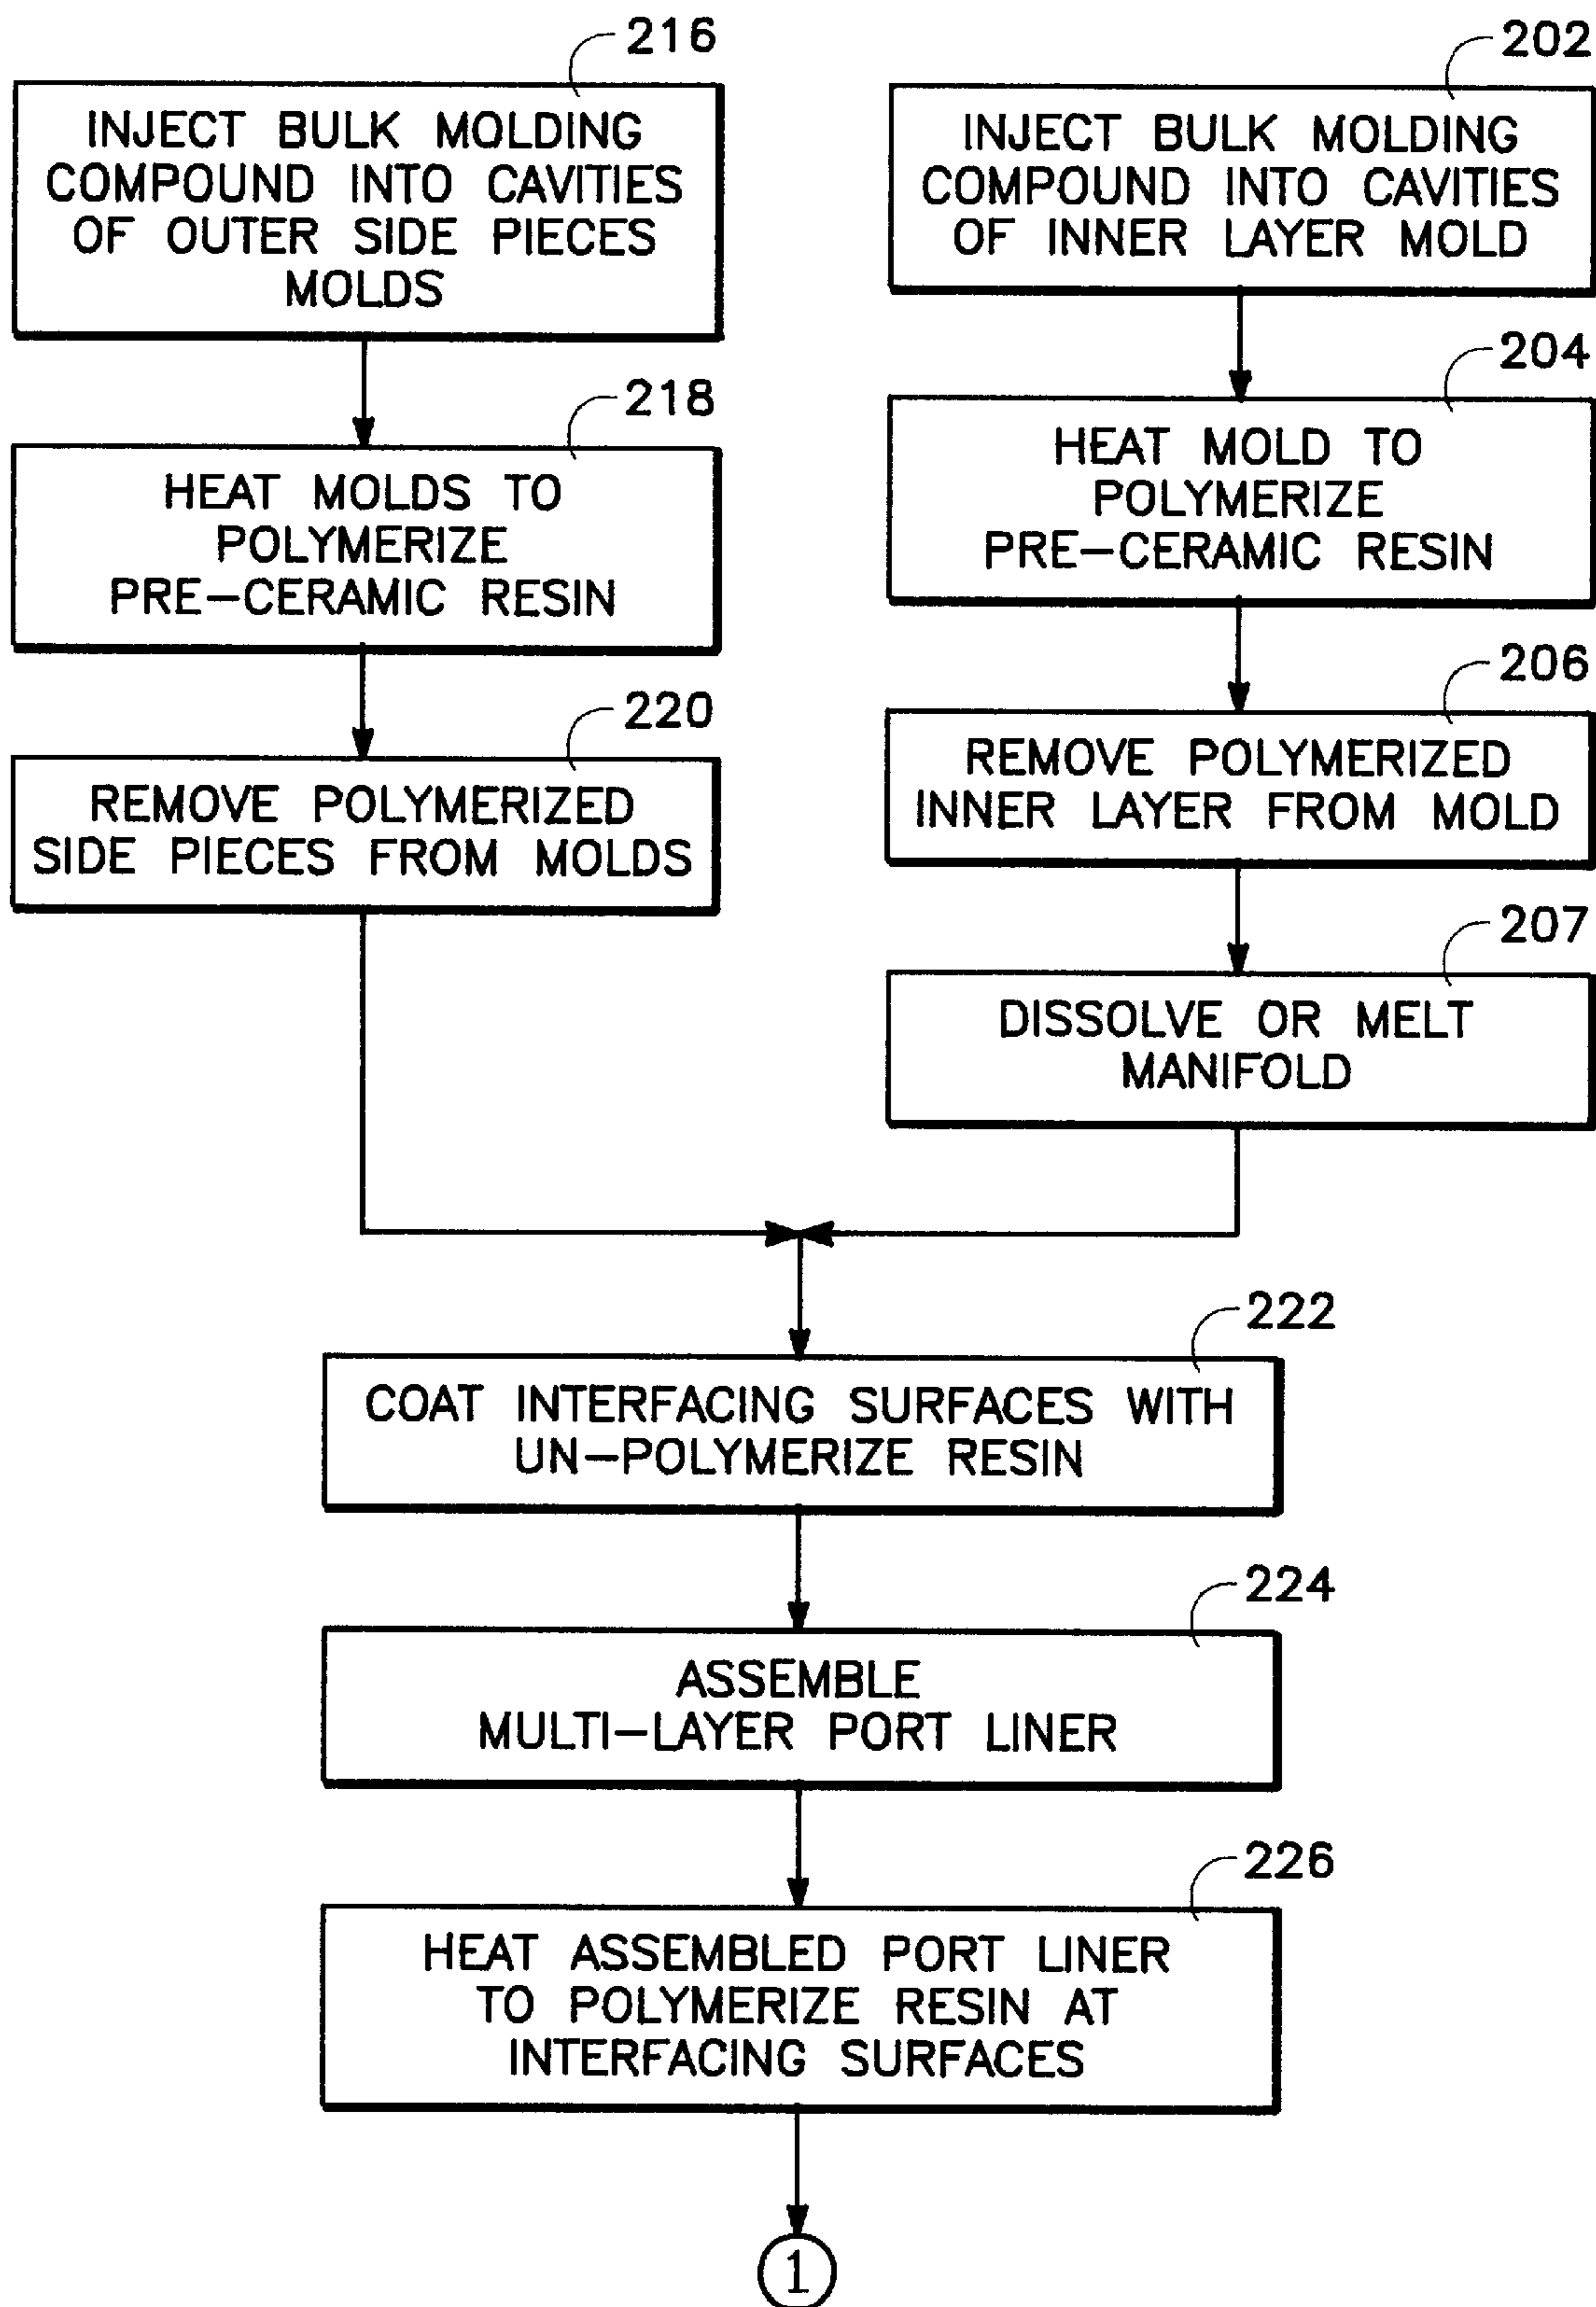 216
INJECT BULK MOLDING
COMPOUND INTO CAVITIES
OF OUTER SIDE PIECES
MOLDS
218
HEAT MOLDS TO
POLYMERIZE
PRE-CERAMIC RESIN
220
REMOVE POLYMERIZED
SIDE PIECES FROM MOLDS
202
INJECT BULK MOLDING
COMPOUND INTO CAVITIES
OF INNER LAYER MOLD
204
HEAT MOLD TO
POLYMERIZE
PRE-CERAMIC RESIN
206
REMOVE POLYMERIZED
INNER LAYER FROM MOLD
207
DISSOLVE OR MELT
MANIFOLD
222
COAT INTERFACING SURFACES WITH
UN-POLYMERIZE RESIN
224
ASSEMBLE
MULTI-LAYER PORT LINER
226
HEAT ASSEMBLED PORT LINER
TO POLYMERIZE RESIN AT
INTERFACING SURFACES
1